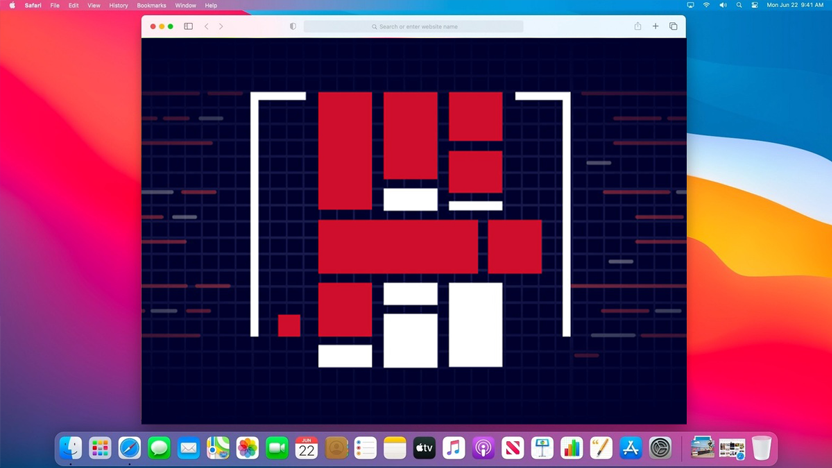 Safari File Edit View History Bookmarks Window Help Mon Jun 22 9:41 AM
Search or enter website name
JUN
22
tv